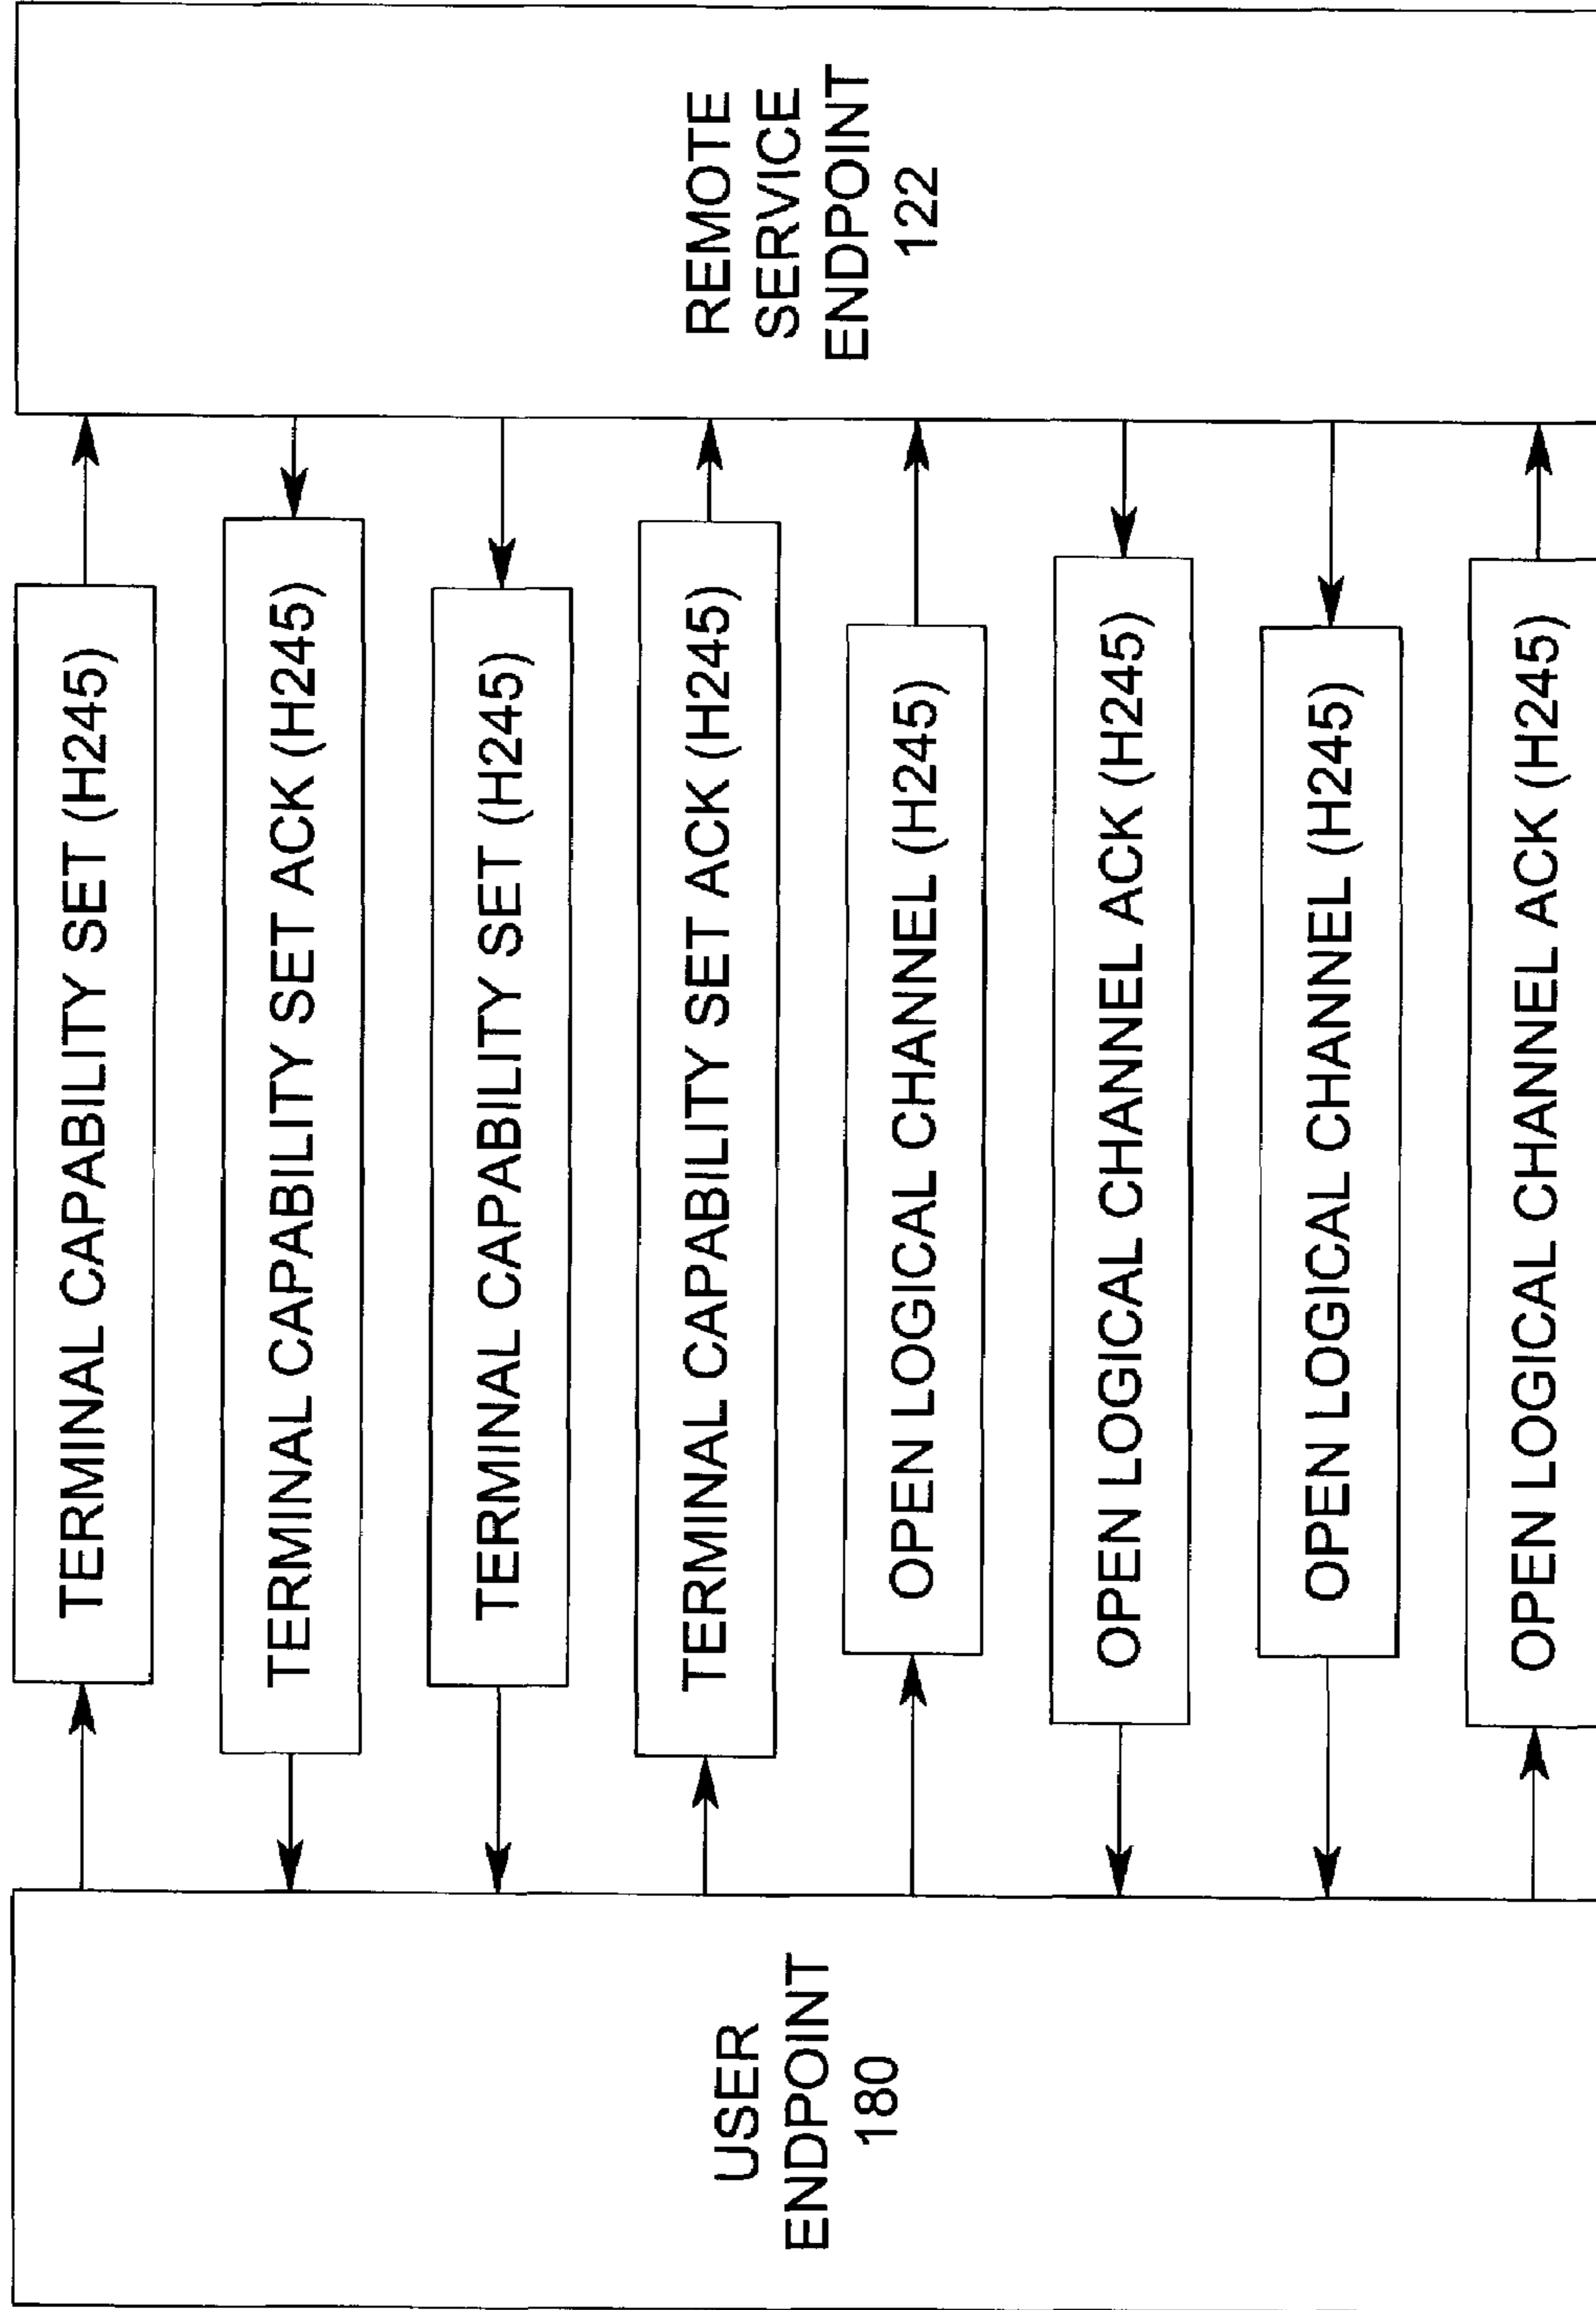 USER
ENDPOINT
180
TERMINAL CAPABILITY SET (H245)
TERMINAL CAPABILITY SET ACK (H245)
TERMINAL CAPABILITY SET (H245)
TERMINAL CAPABILITY SET ACK (H245)
OPEN LOGICAL CHANNEL (H245)
OPEN LOGICAL CHANNEL ACK (H245)
OPEN LOGICAL CHANNEL (H245)
OPEN LOGICAL CHANNEL ACK (H245)
REMOTE
SERVICE
ENDPOINT
122